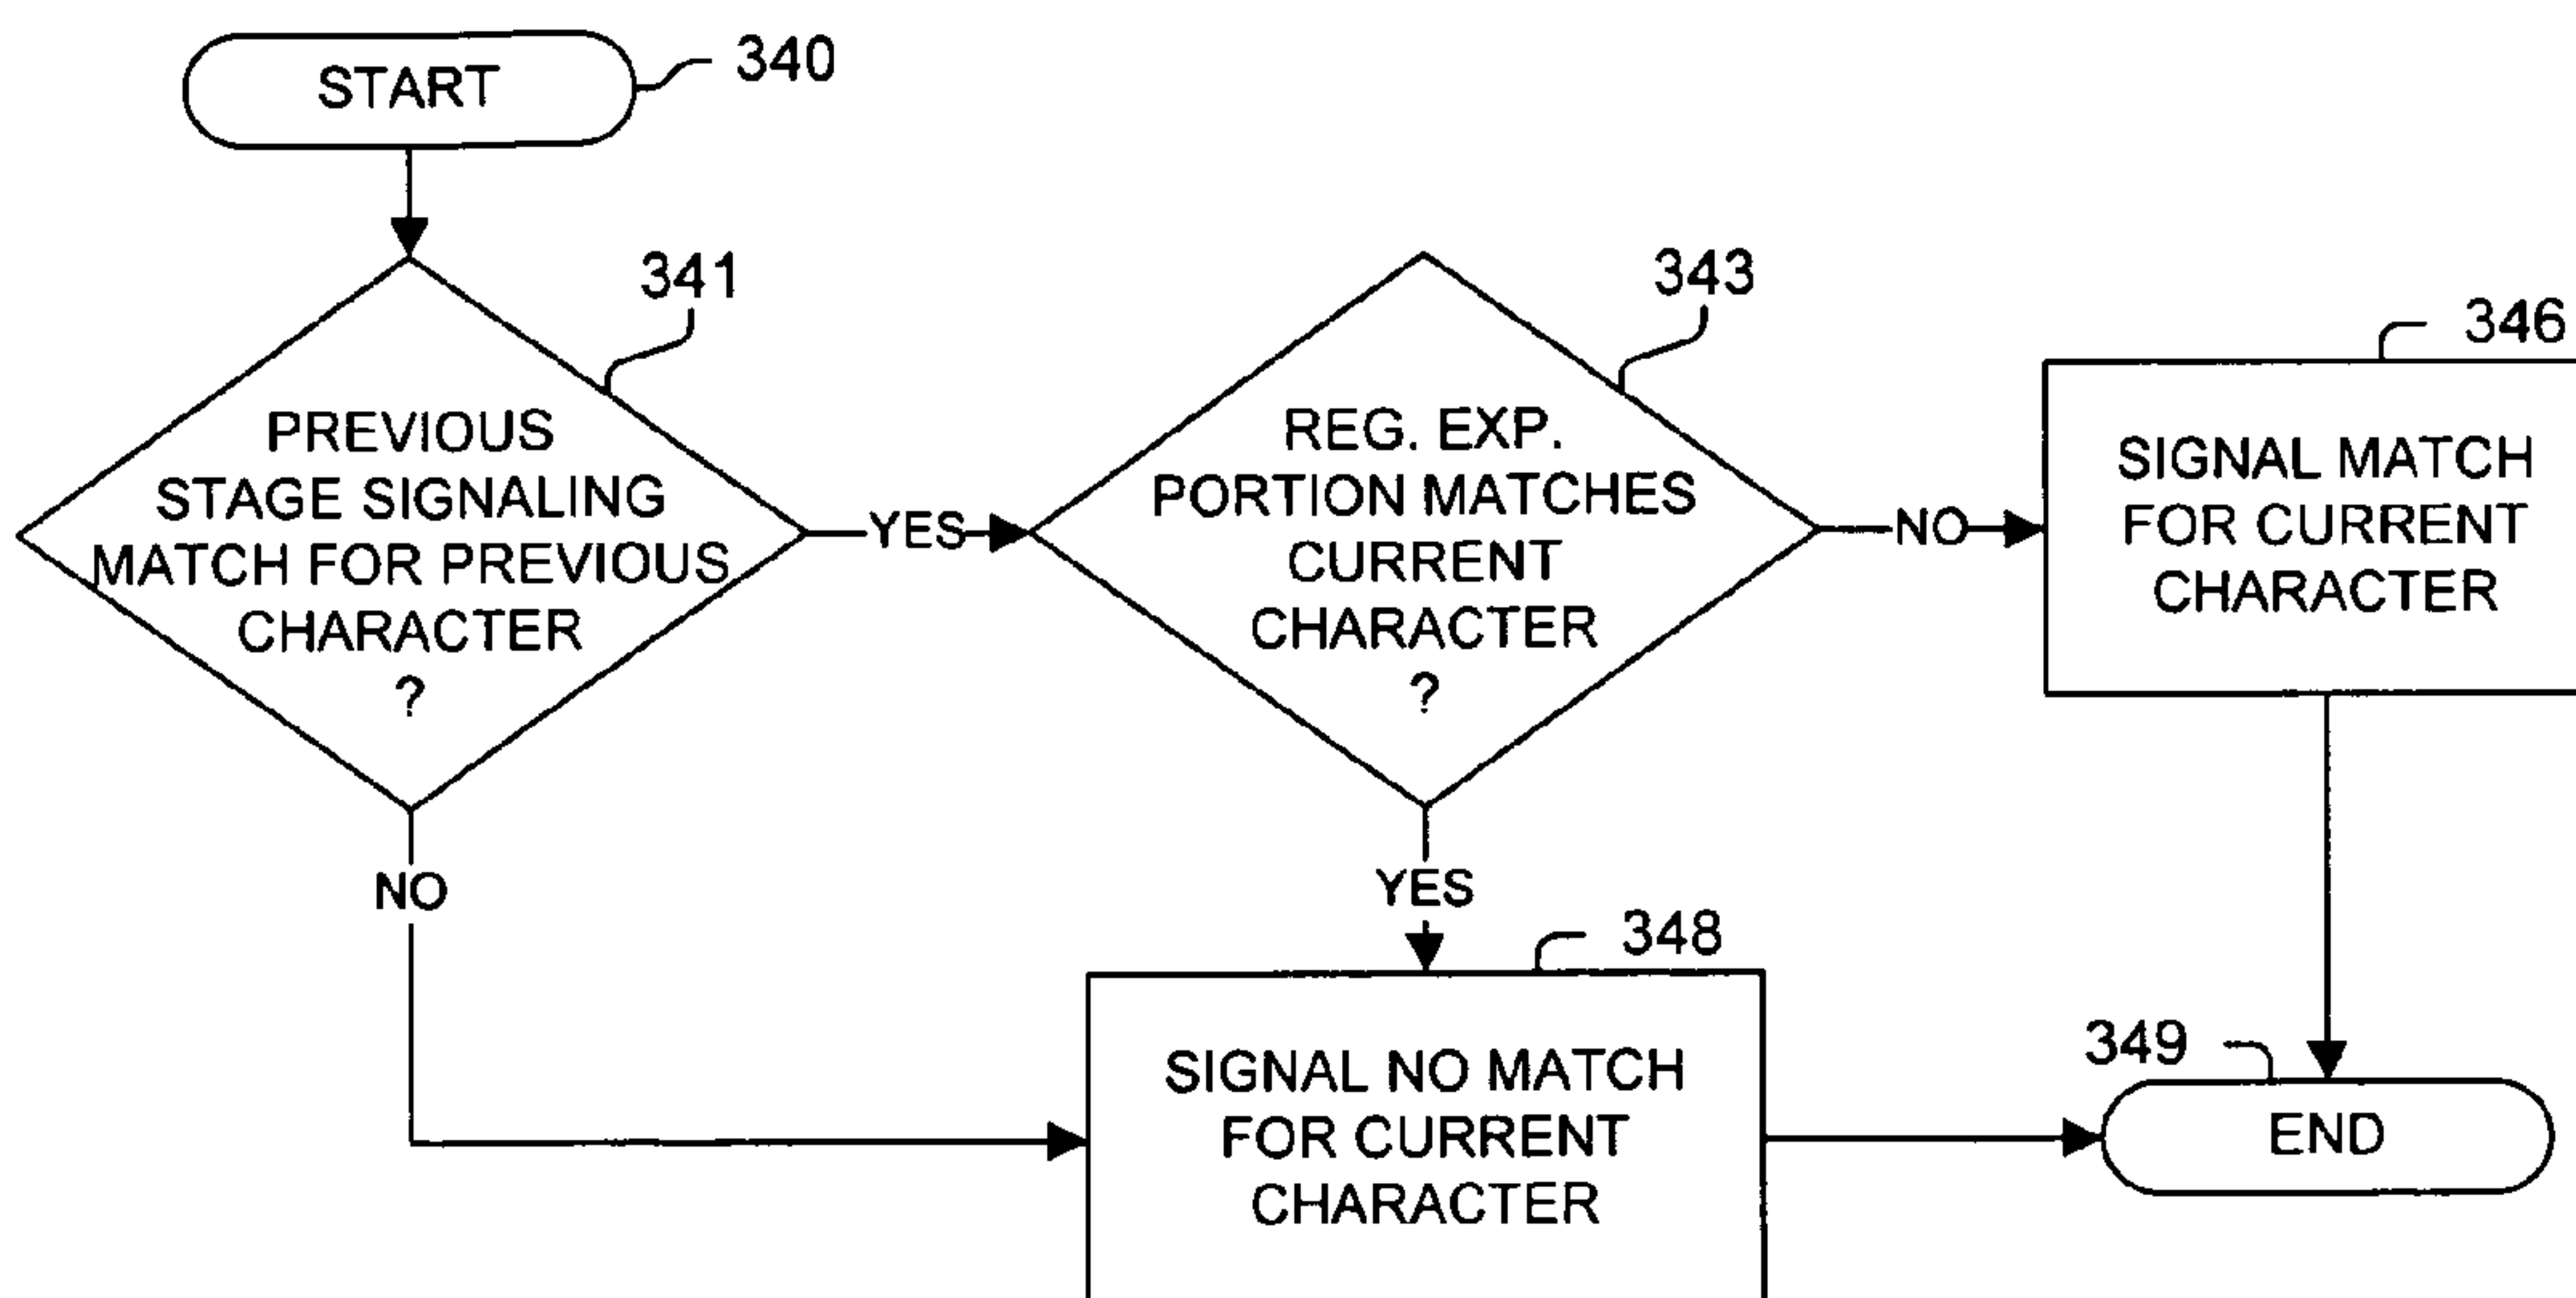 START
340
341
PREVIOUS
STAGE SIGNALING
MATCH FOR PREVIOUS
CHARACTER
?
YES
NO
343
REG. EXP.
PORTION MATCHES
CURRENT
CHARACTER
?
NO
YES
346
SIGNAL MATCH
FOR CURRENT
CHARACTER
348
SIGNAL NO MATCH
FOR CURRENT
CHARACTER
349
END